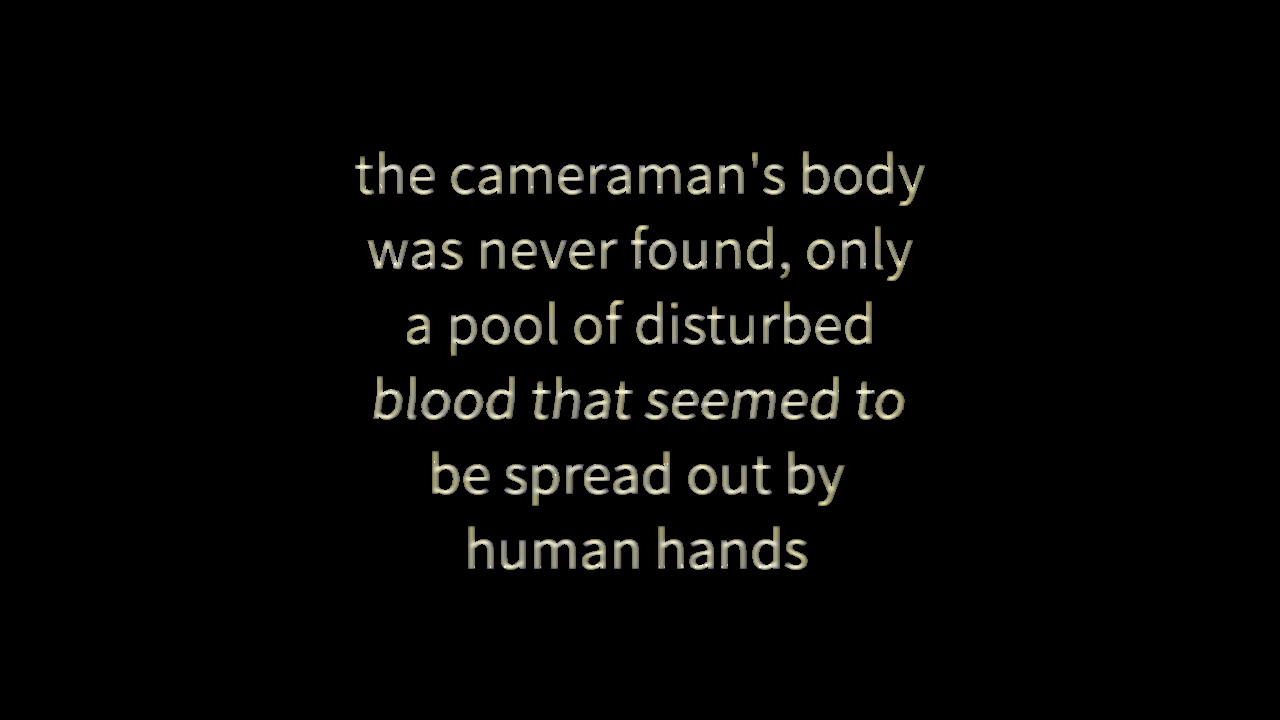 the cameraman's body
was never found, only
a pool of disturbed
blood that seemed to
be spread out by
human hands